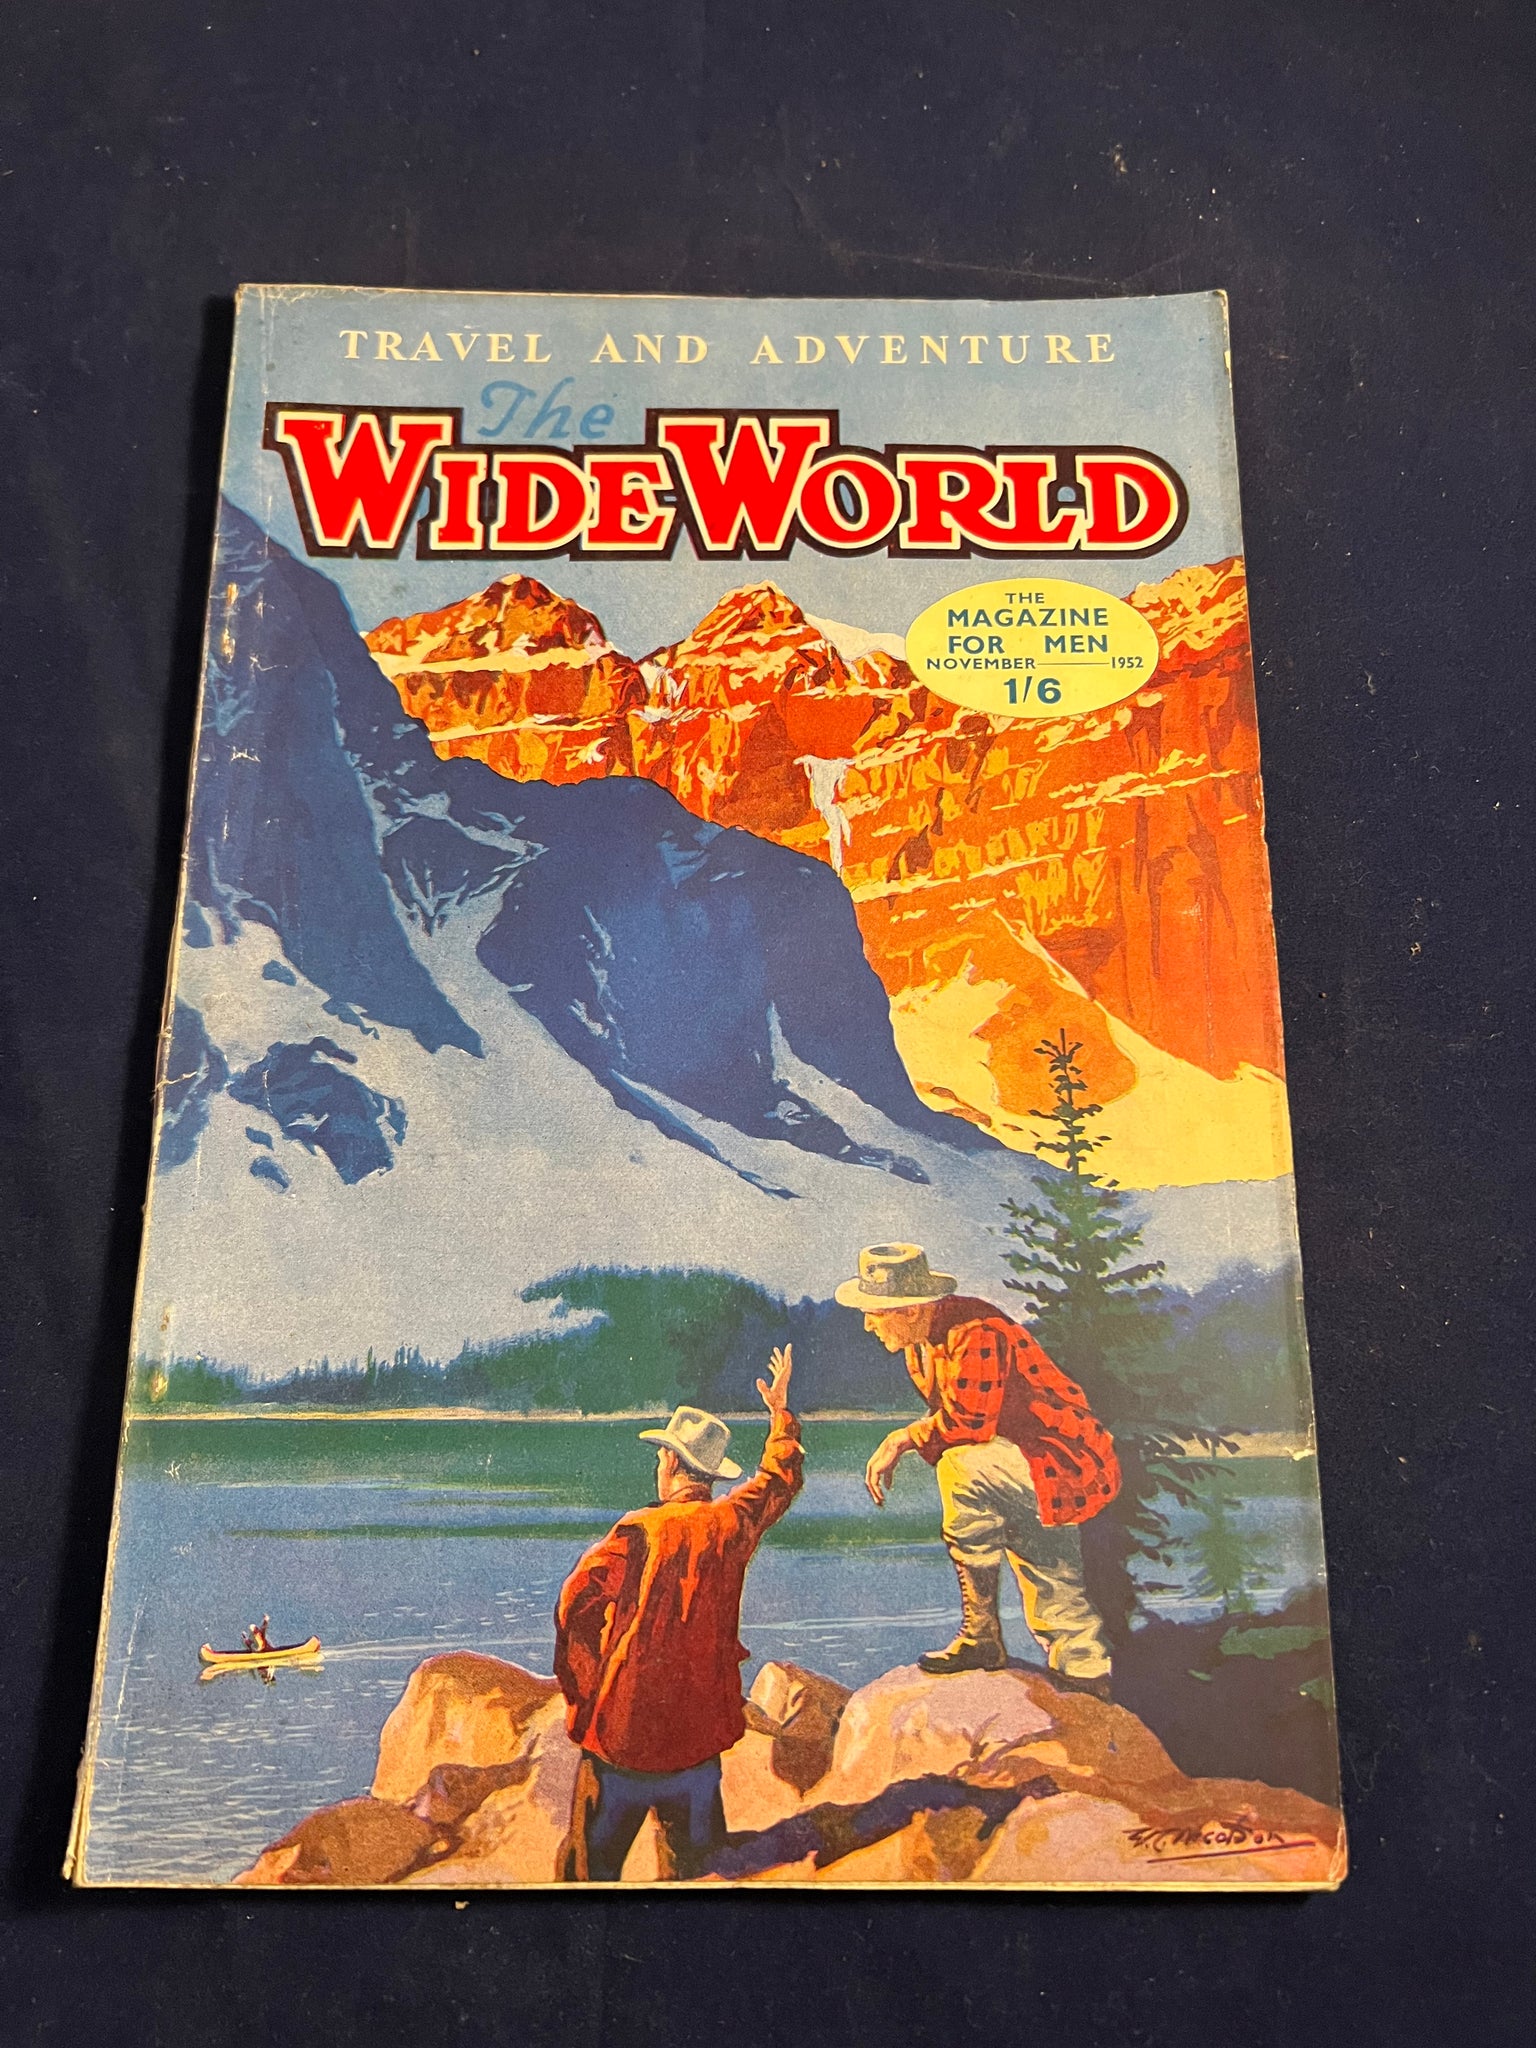 TRAVEL AND ADVENTURE
The
WIDE WORLD
THE
MAGAZINE
FOR MEN
NOVEMBER — 1952
1/6